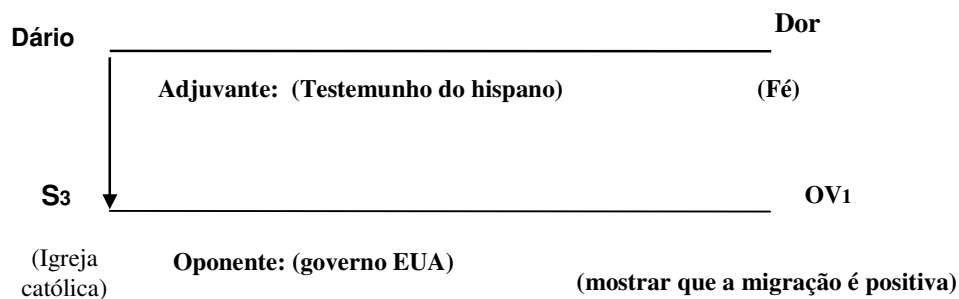 Dário Dor
Adjuvante: (Testemunho do hispano) (Fé)
S3 OV1
(Igreja
católica)
Oponente: (governo EUA)
(mostrar que a migração é positiva)